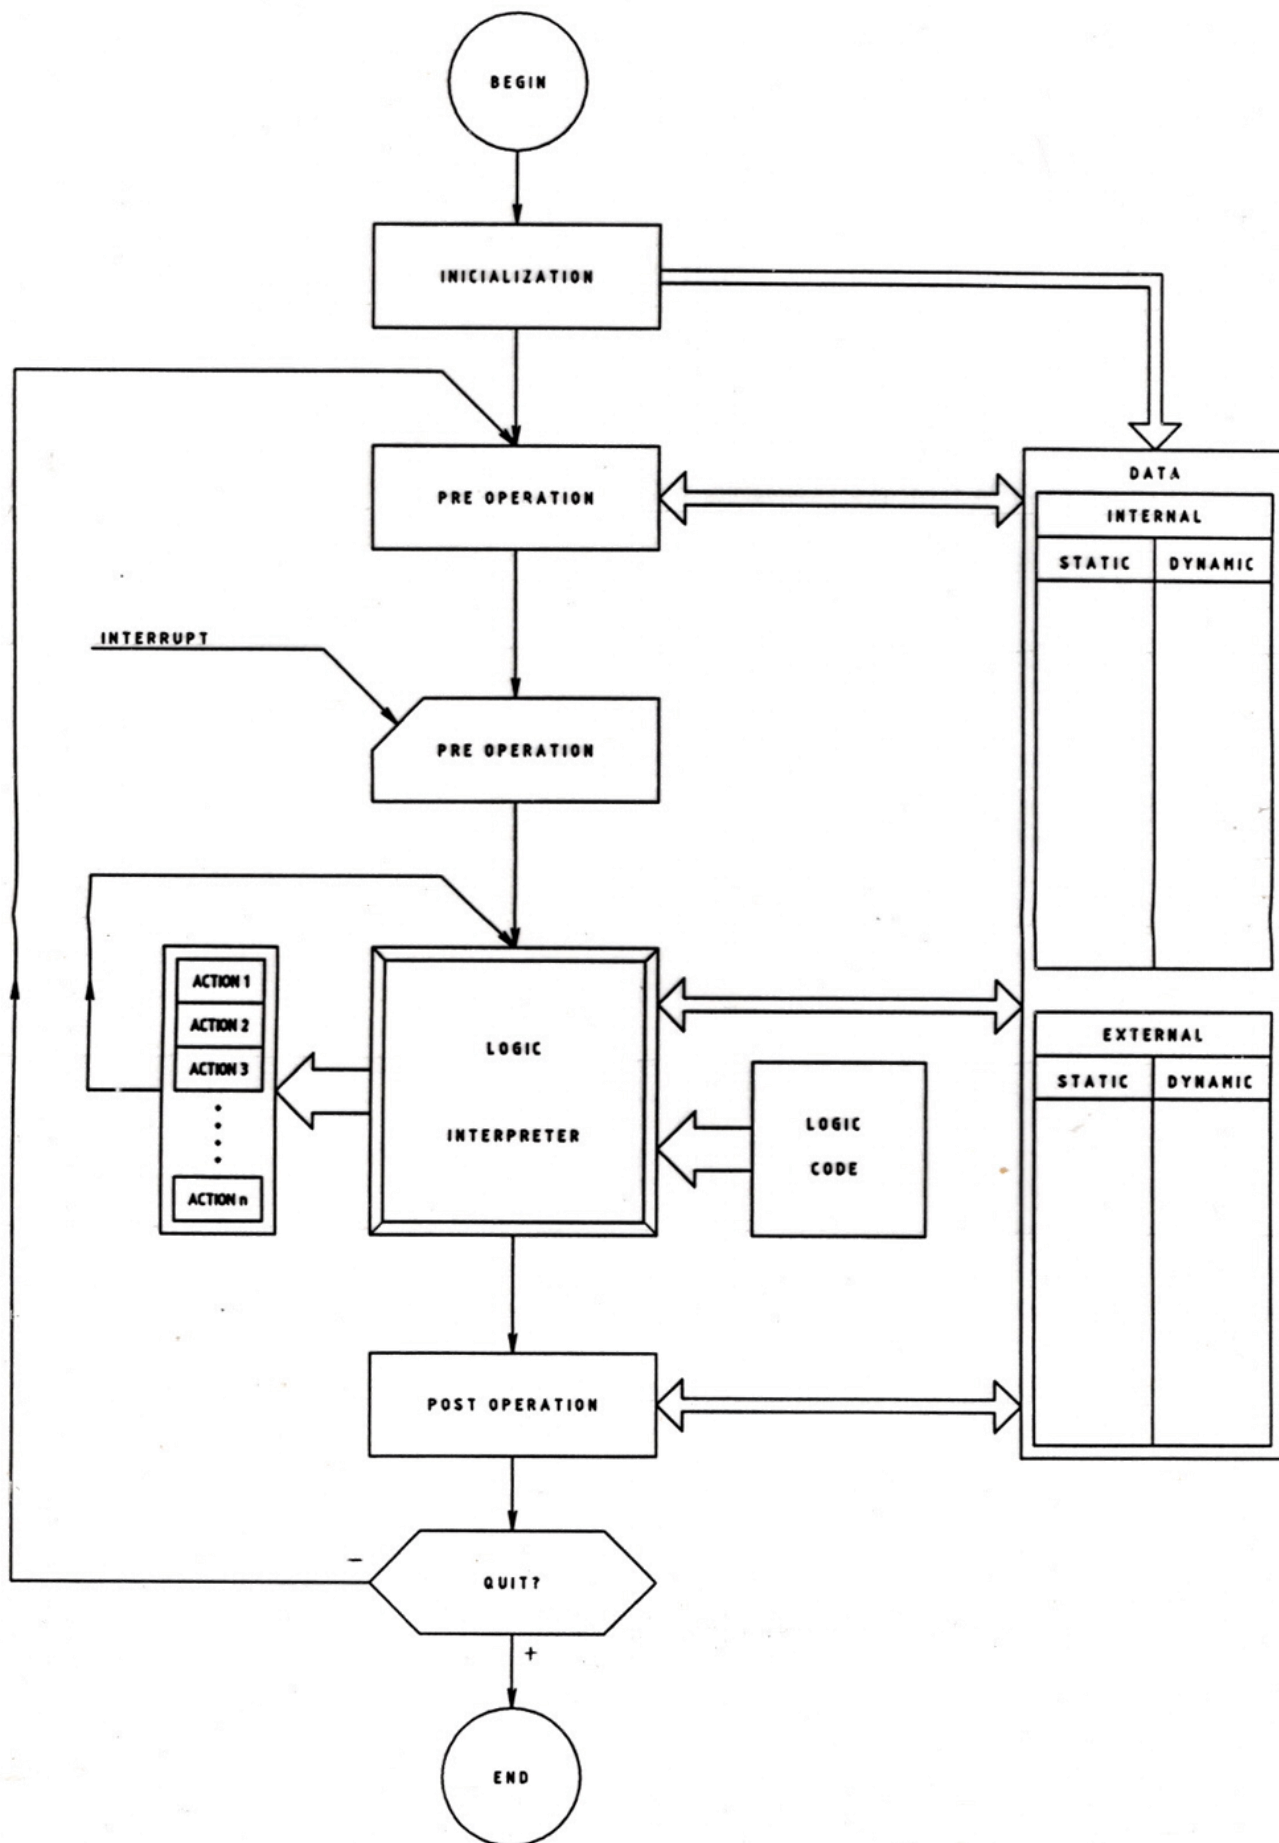 BEGIN
INICIALIZATION
PRE OPERATION
DATA
INTERNAL
STATIC DYNAMIC
INTERRUPT
PRE OPERATION
ACTION 1
ACTION 2
ACTION 3
ACTION n
LOGIC
INTERPRETER
LOGIC
CODE
EXTERNAL
STATIC DYNAMIC
POST OPERATION
-
QUIT?
+
END